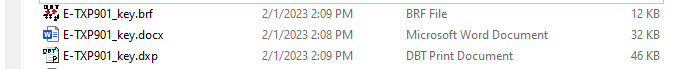 E-TXP901_key.brf 2/1/2023 2:09 PM BRF File 12 KB
E-TXP901_key.docx 2/1/2023 2:08 PM Microsoft Word Document 32 KB
DBT E-TXP901_key.dxp 2/1/2023 2:09 PM DBT Print Document 46 KB